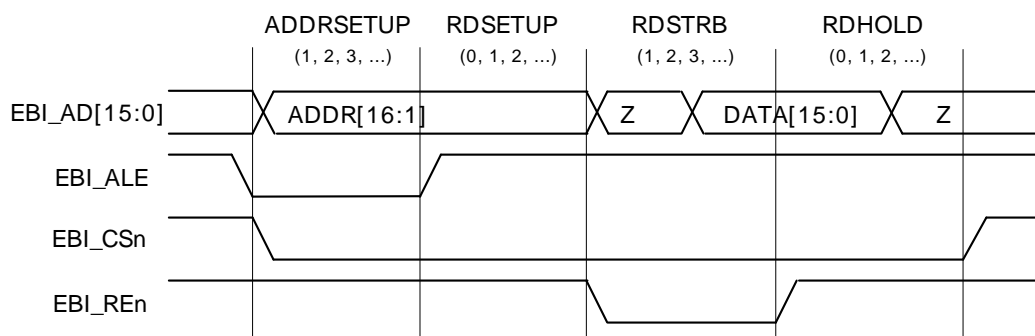 ADDRSETUP RDSETUP RDSTRB RDHOLD
(1, 2, 3, ...) (0, 1, 2, ...) (1, 2, 3, ...) (0, 1, 2, ...)
EBI_AD[15:0] ADDR[16:1] Z DATA[15:0] Z
EBI_ALE
EBI_CSn
EBI_REn